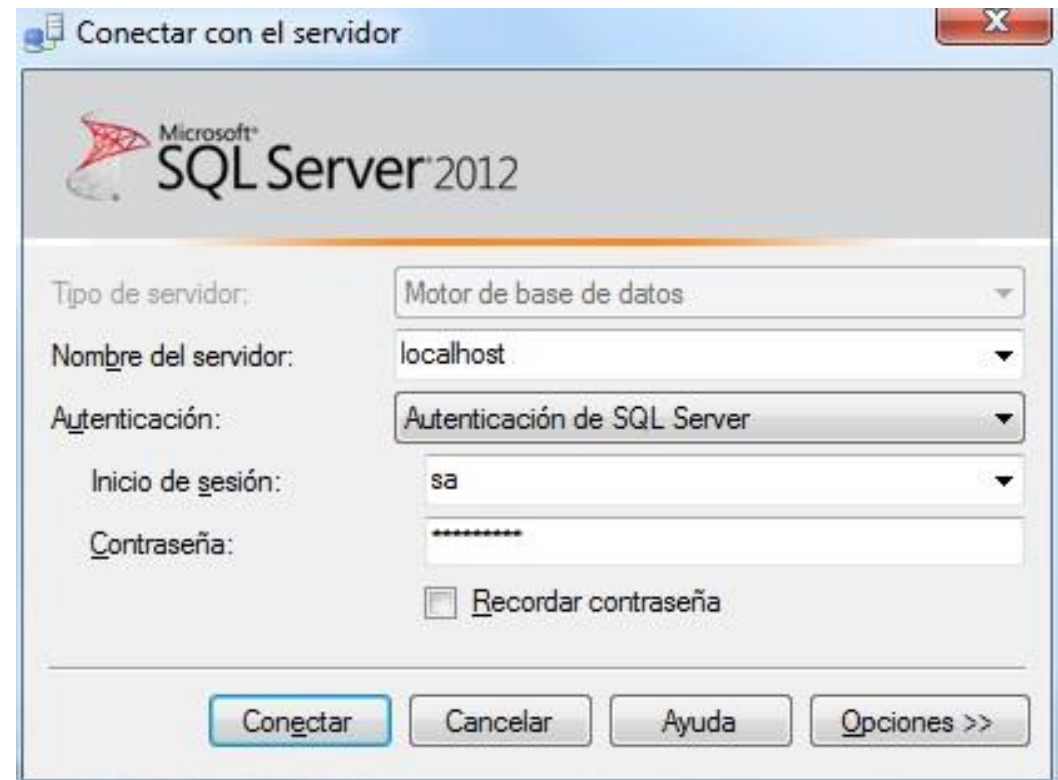 Conectar con el servidor
Microsoft®
SQL Server® 2012
Tipo de servidor: Motor de base de datos
Nombre del servidor: localhost
Autenticación: Autenticación de SQL Server
Inicio de sesión: sa
Contraseña: *********
Recordar contraseña
Conectar Cancelar Ayuda Opciones >>